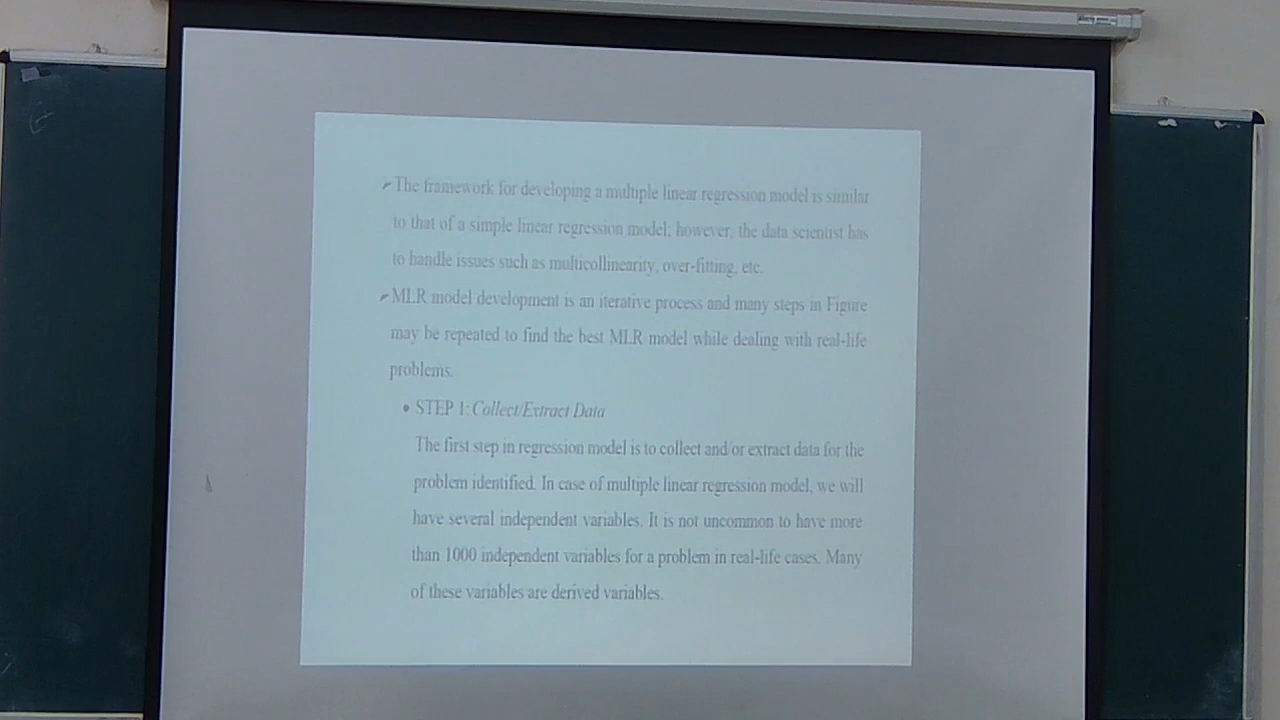 ➢The framework for developing a multiple linear regression model is similar
to that of a simple linear regression model; however, the data scientist has
to handle issues such as multicollinearity, over-fitting, etc.
➢MLR model development is an iterative process and many steps in Figure
may be repeated to find the best MLR model while dealing with real-life
problems.
• STEP 1: Collect/Extract Data
The first step in regression model is to collect and/or extract data for the
problem identified. In case of multiple linear regression model, we will
have several independent variables. It is not uncommon to have more
than 1000 independent variables for a problem in real-life cases. Many
of these variables are derived variables.